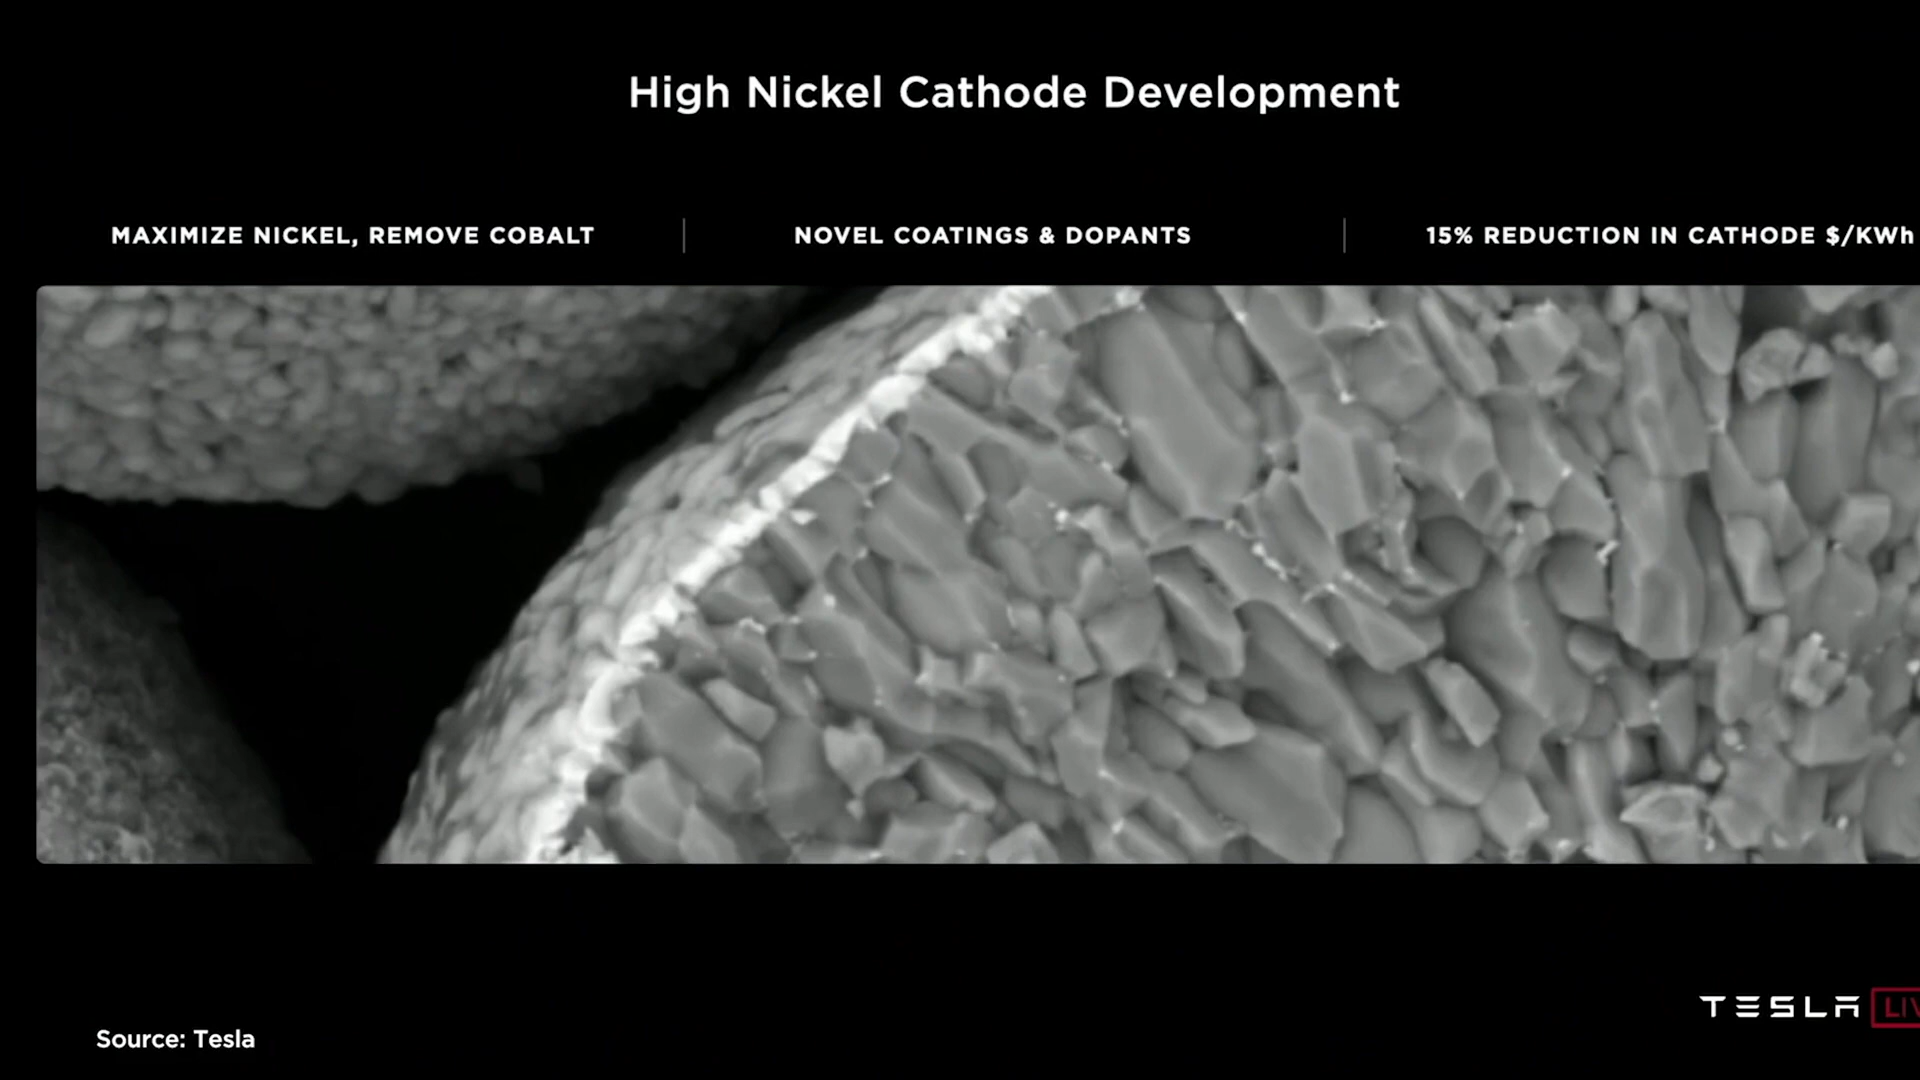 High Nickel Cathode Development
MAXIMIZE NICKEL, REMOVE COBALT
NOVEL COATINGS & DOPANTS
15% REDUCTION IN CATHODE $/KWh
TESLA
Source: Tesla